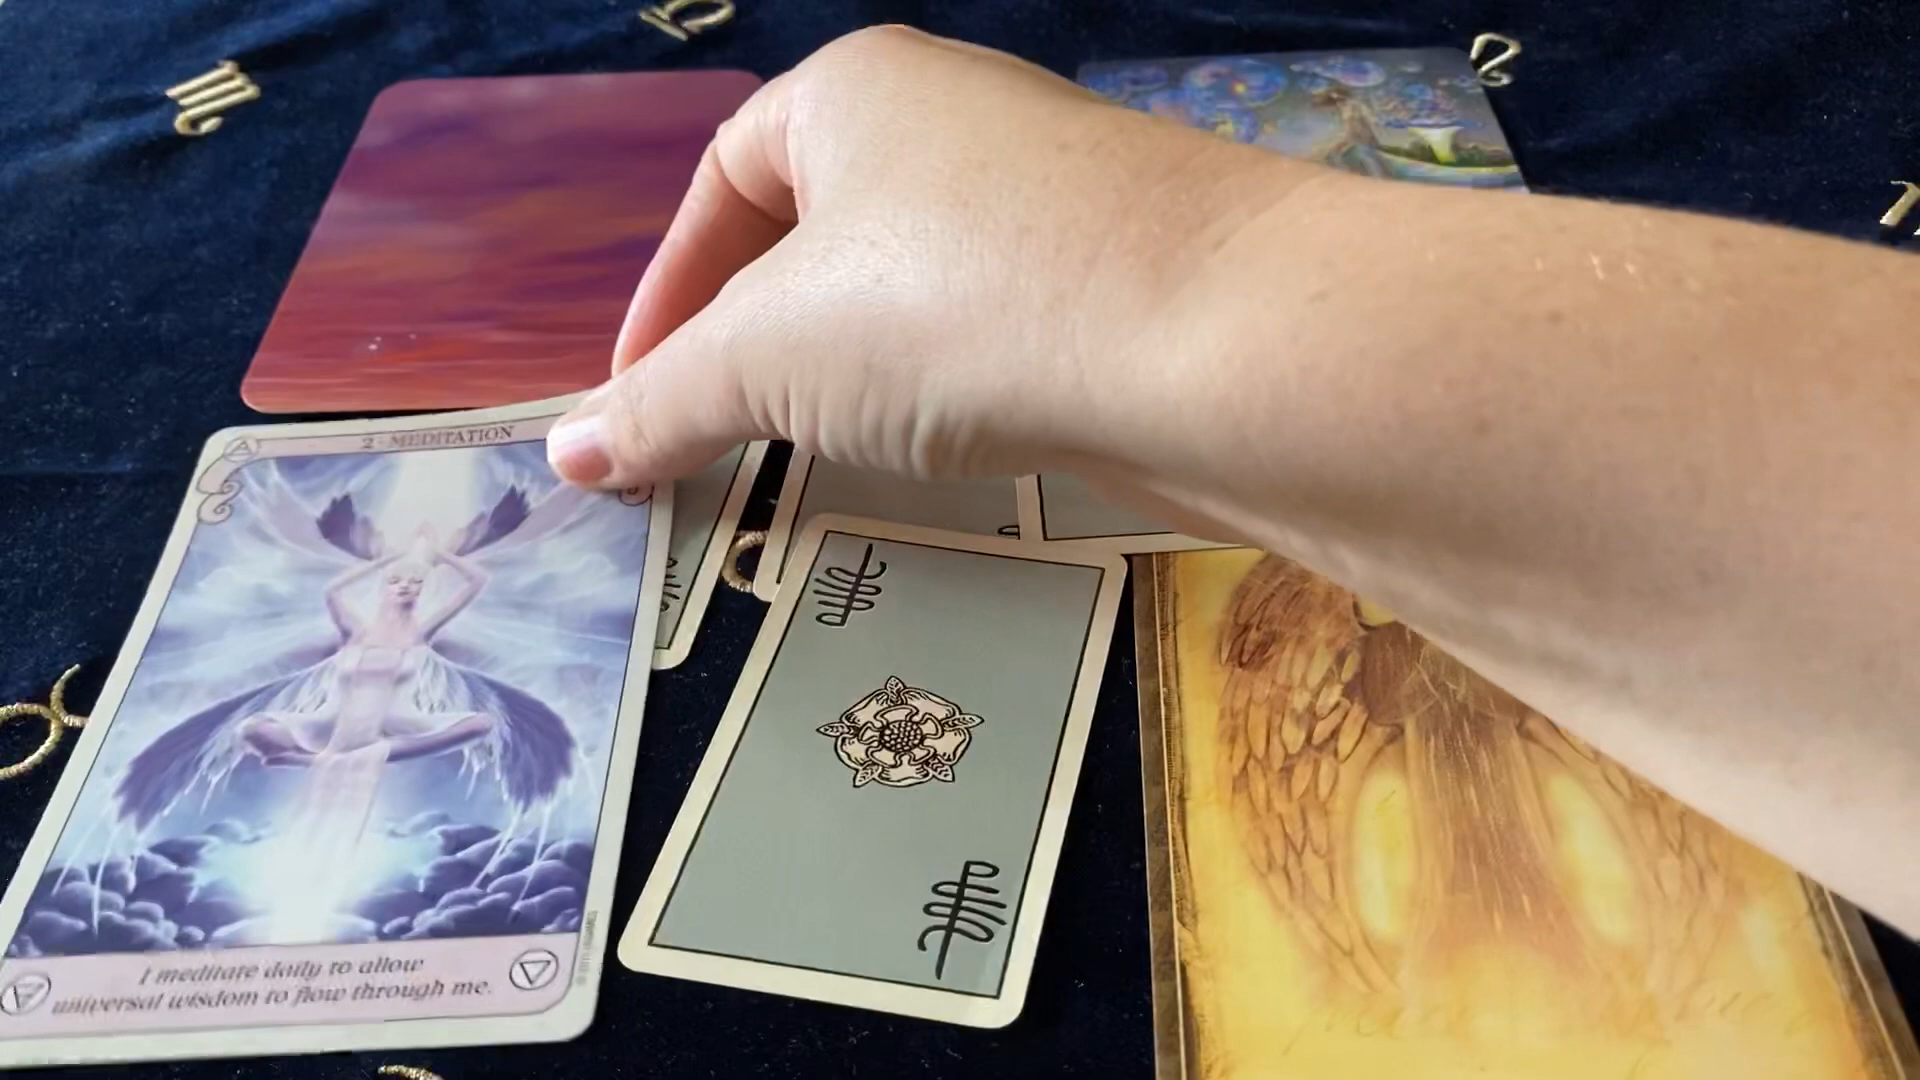 2 - MEDITATION
I meditate daily to allow
universal wisdom to flow through me.